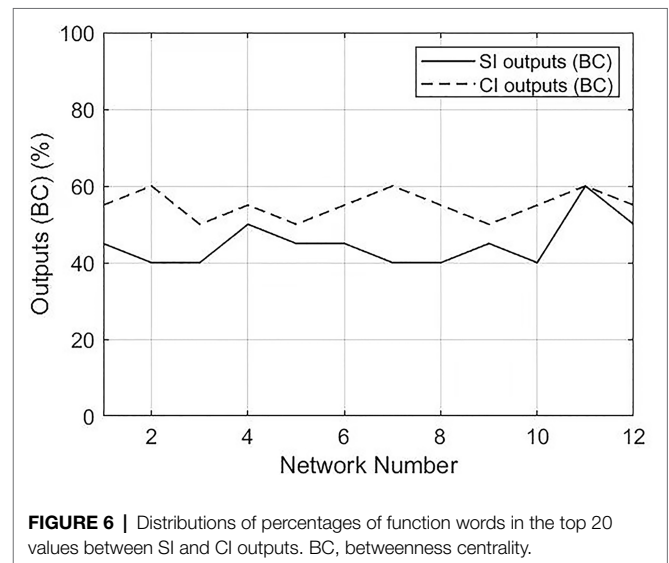 100
80
60
40
20
0
Outputs (BC) (%)
SI outputs (BC)
CI outputs (BC)
2 4 6 8 10 12
Network Number
FIGURE 6 | Distributions of percentages of function words in the top 20
values between SI and CI outputs. BC, betweenness centrality.